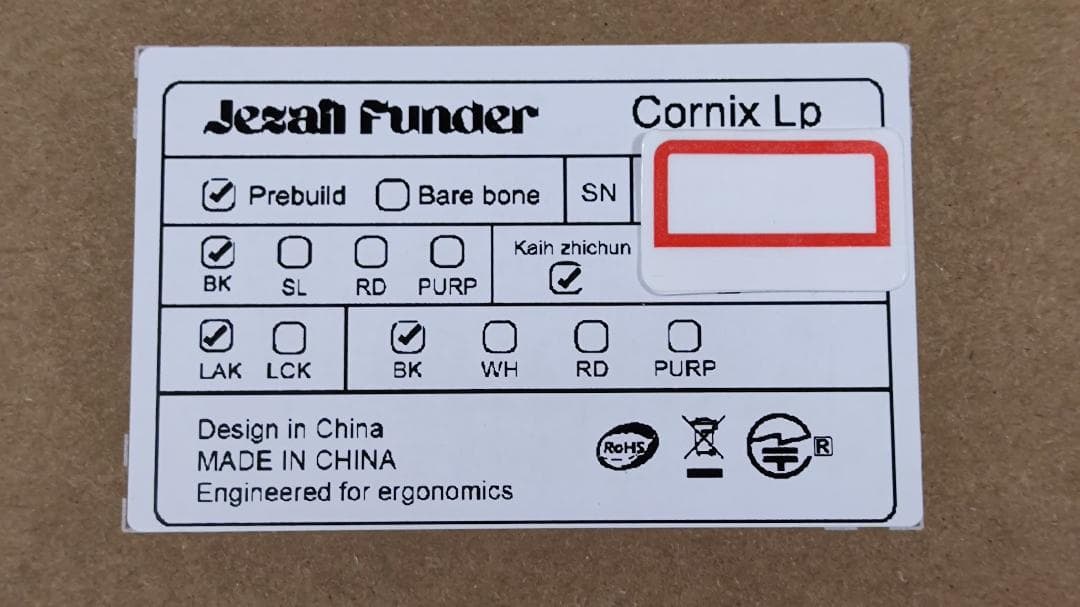 Jezail Funder
Cornix Lp
Prebuild Bare bone SN
Kaih zhichun
BK SL RD PURP
LAK LCK BK WH RD PURP
Design in China
MADE IN CHINA
Engineered for ergonomics
RoHS
R